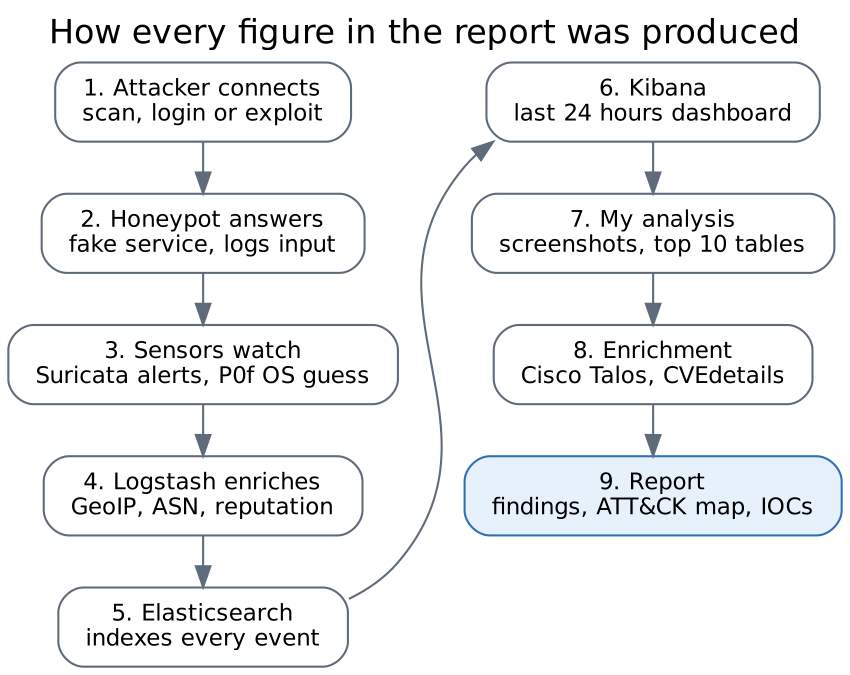 How every figure in the report was produced
1. Attacker connects
scan, login or exploit
2. Honeypot answers
fake service, logs input
3. Sensors watch
Suricata alerts, P0f OS guess
4. Logstash enriches
GeoIP, ASN, reputation
5. Elasticsearch
indexes every event
6. Kibana
last 24 hours dashboard
7. My analysis
screenshots, top 10 tables
8. Enrichment
Cisco Talos, CVEdetails
9. Report
findings, ATT&CK map, IOCs